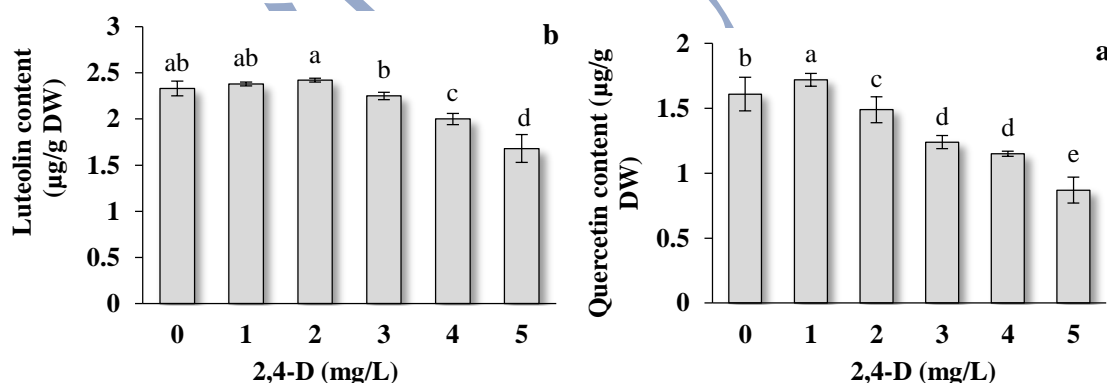 b
Luteolin content
(µg/g DW)
3
2.5
2
1.5
1
0.5
0
ab
ab
a
b
c
d
0 1 2 3 4 5
2,4-D (mg/L)
a
Quercetin content (µg/g
DW)
2
1.5
1
0.5
0
b
a
c
d
d
e
0 1 2 3 4 5
2,4-D (mg/L)